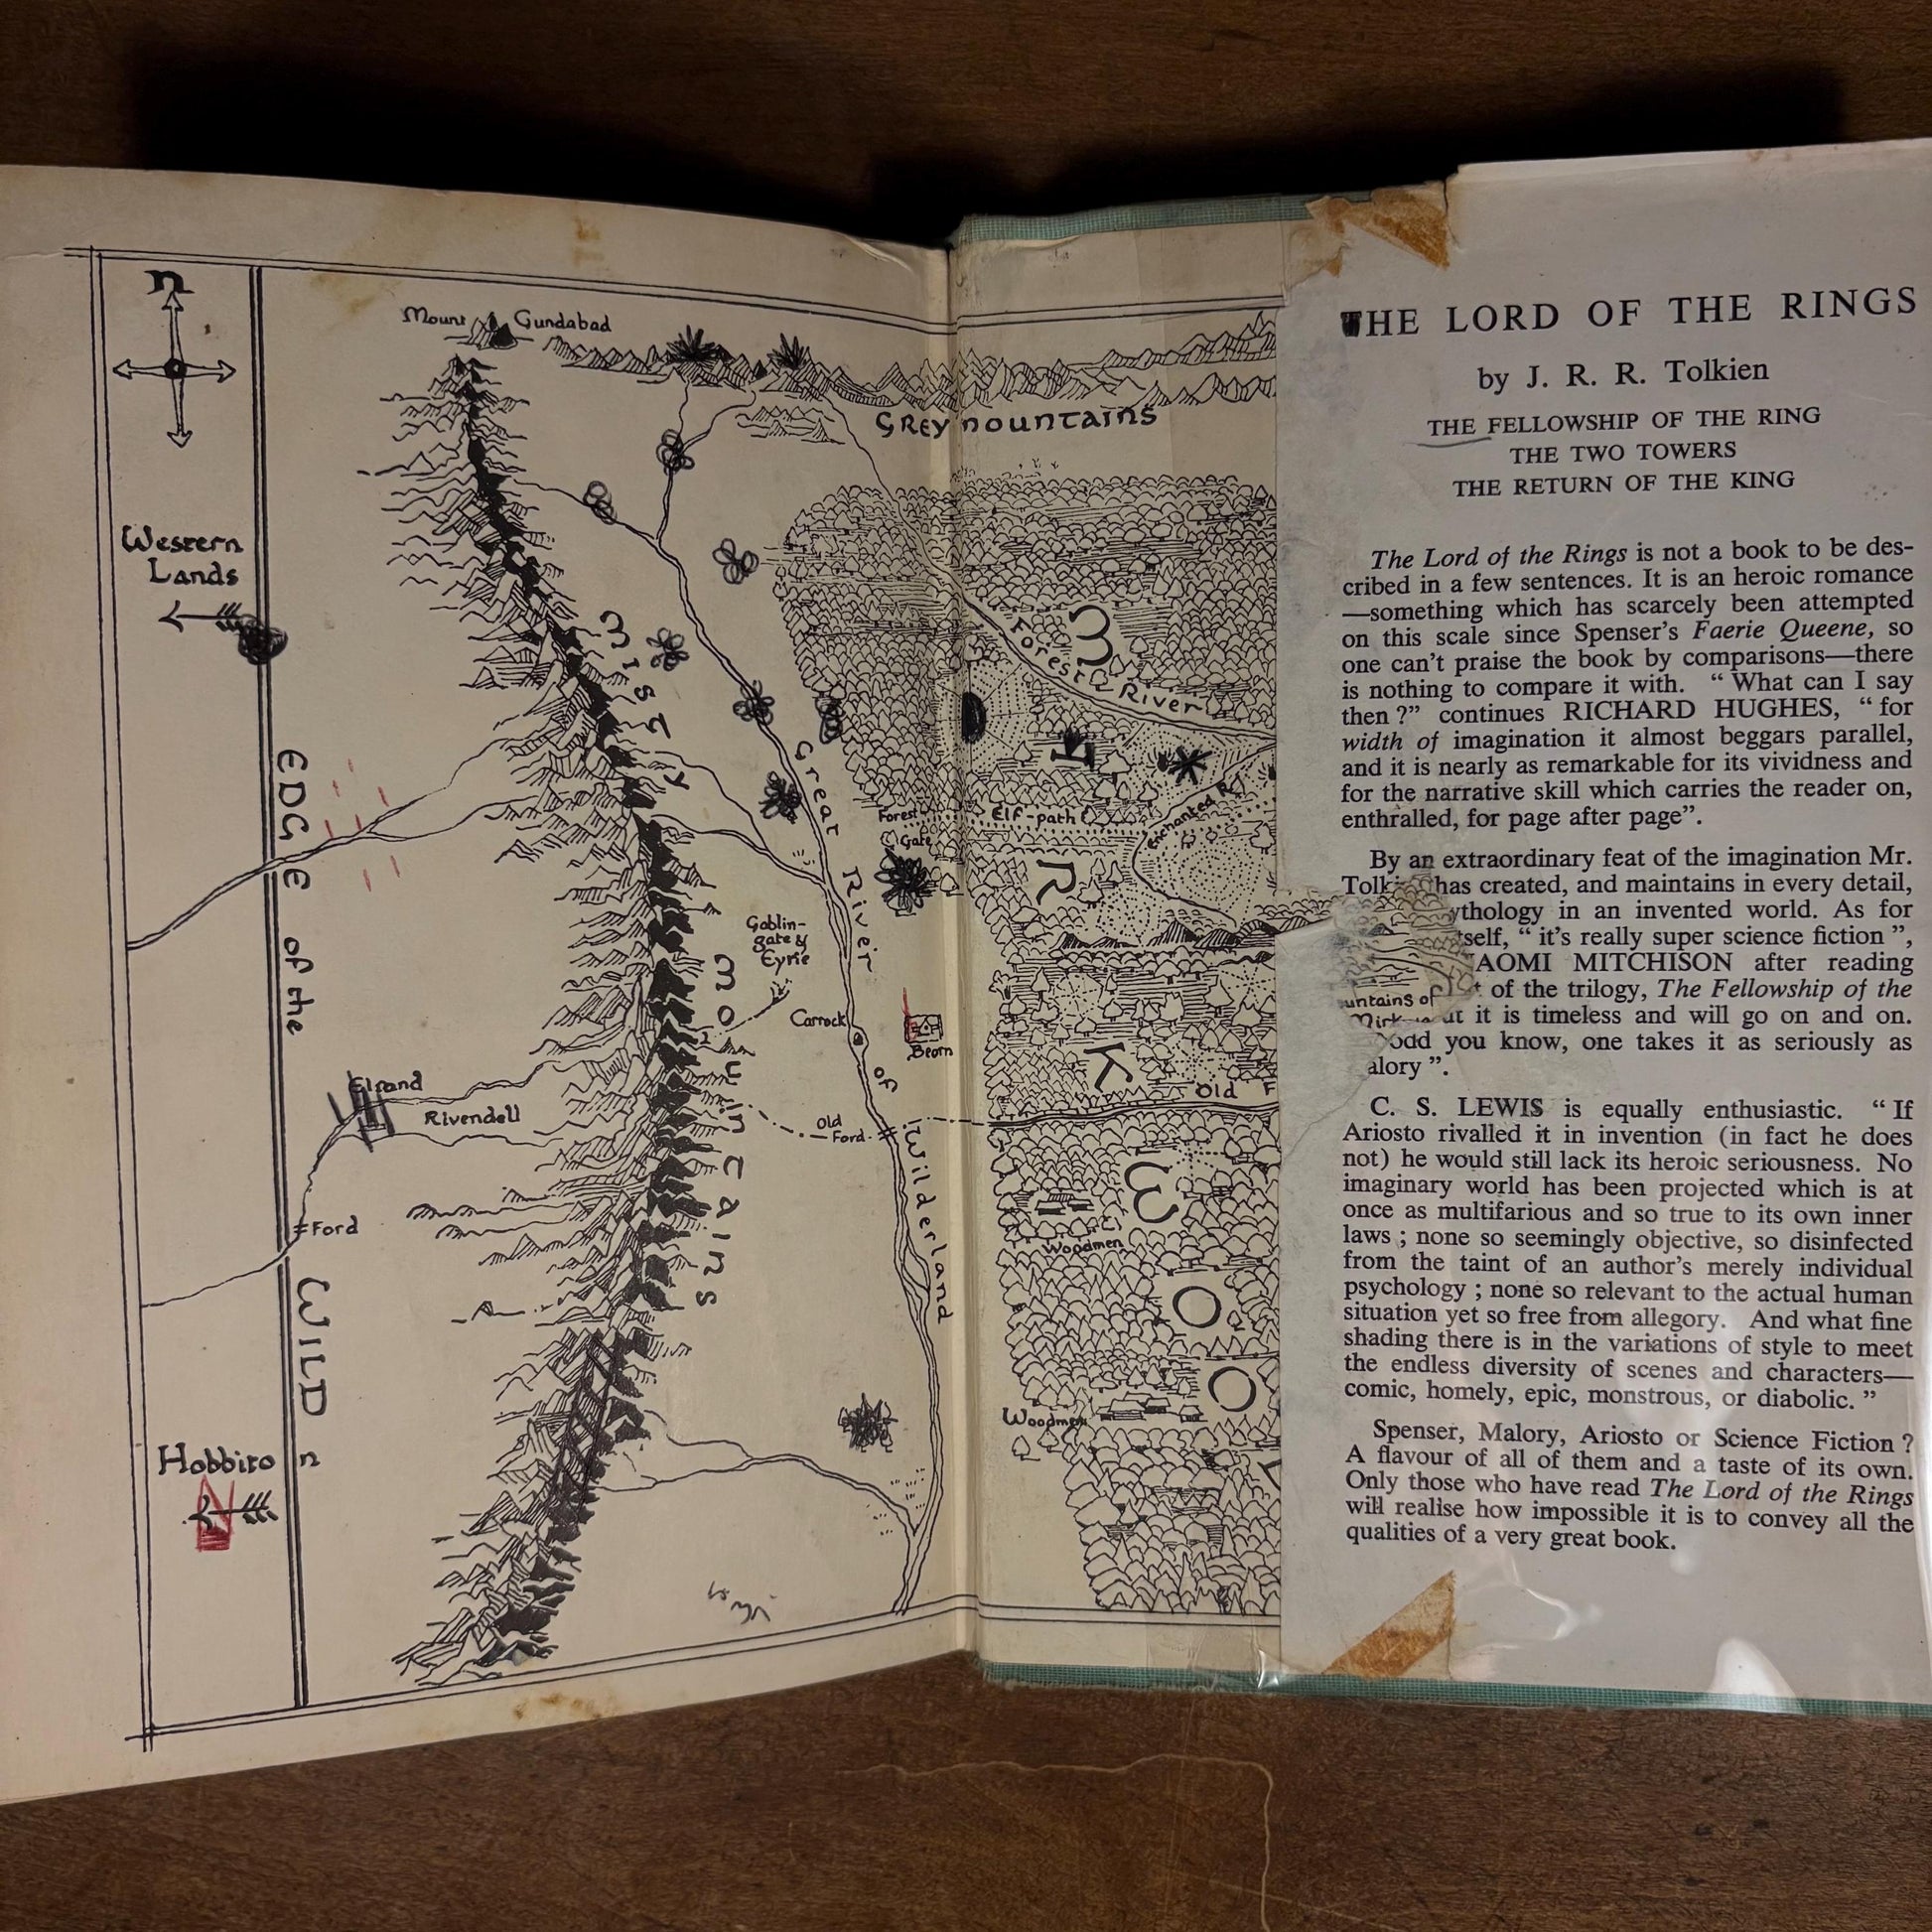 n
Mount Gundabad
GREY mountains
Western
Lands
Misty
mountains
Forest River
Great River
of Wilderland
EDGE of the WILD
Forest
Gate
Elf-path
Enchanted R.
Goblin-
gate &
Eyrie
Carrock
Beorn
Elrond
Rivendell
Old
Ford
Old F
Ford
Woodmen
Woodmen
Hobbito n
M I R K W O O
THE LORD OF THE RINGS
by J. R. R. Tolkien
THE FELLOWSHIP OF THE RING
THE TWO TOWERS
THE RETURN OF THE KING
The Lord of the Rings is not a book to be des-
cribed in a few sentences. It is an heroic romance
—something which has scarcely been attempted
on this scale since Spenser's Faerie Queene, so
one can't praise the book by comparisons—there
is nothing to compare it with. “ What can I say
then ?” continues RICHARD HUGHES, “ for
width of imagination it almost beggars parallel,
and it is nearly as remarkable for its vividness and
for the narrative skill which carries the reader on,
enthralled, for page after page”.
By an extraordinary feat of the imagination Mr.
Tolki has created, and maintains in every detail,
ythology in an invented world. As for
tself, “ it's really super science fiction ”,
AOMI MITCHISON after reading
t of the trilogy, The Fellowship of the
ut it is timeless and will go on and on.
odd you know, one takes it as seriously as
alory ”.
untains of
Mirk
C. S. LEWIS is equally enthusiastic. “ If
Ariosto rivalled it in invention (in fact he does
not) he would still lack its heroic seriousness. No
imaginary world has been projected which is at
once as multifarious and so true to its own inner
laws ; none so seemingly objective, so disinfected
from the taint of an author's merely individual
psychology ; none so relevant to the actual human
situation yet so free from allegory. And what fine
shading there is in the variations of style to meet
the endless diversity of scenes and characters—
comic, homely, epic, monstrous, or diabolic. ”
Spenser, Malory, Ariosto or Science Fiction ?
A flavour of all of them and a taste of its own.
Only those who have read The Lord of the Rings
will realise how impossible it is to convey all the
qualities of a very great book.